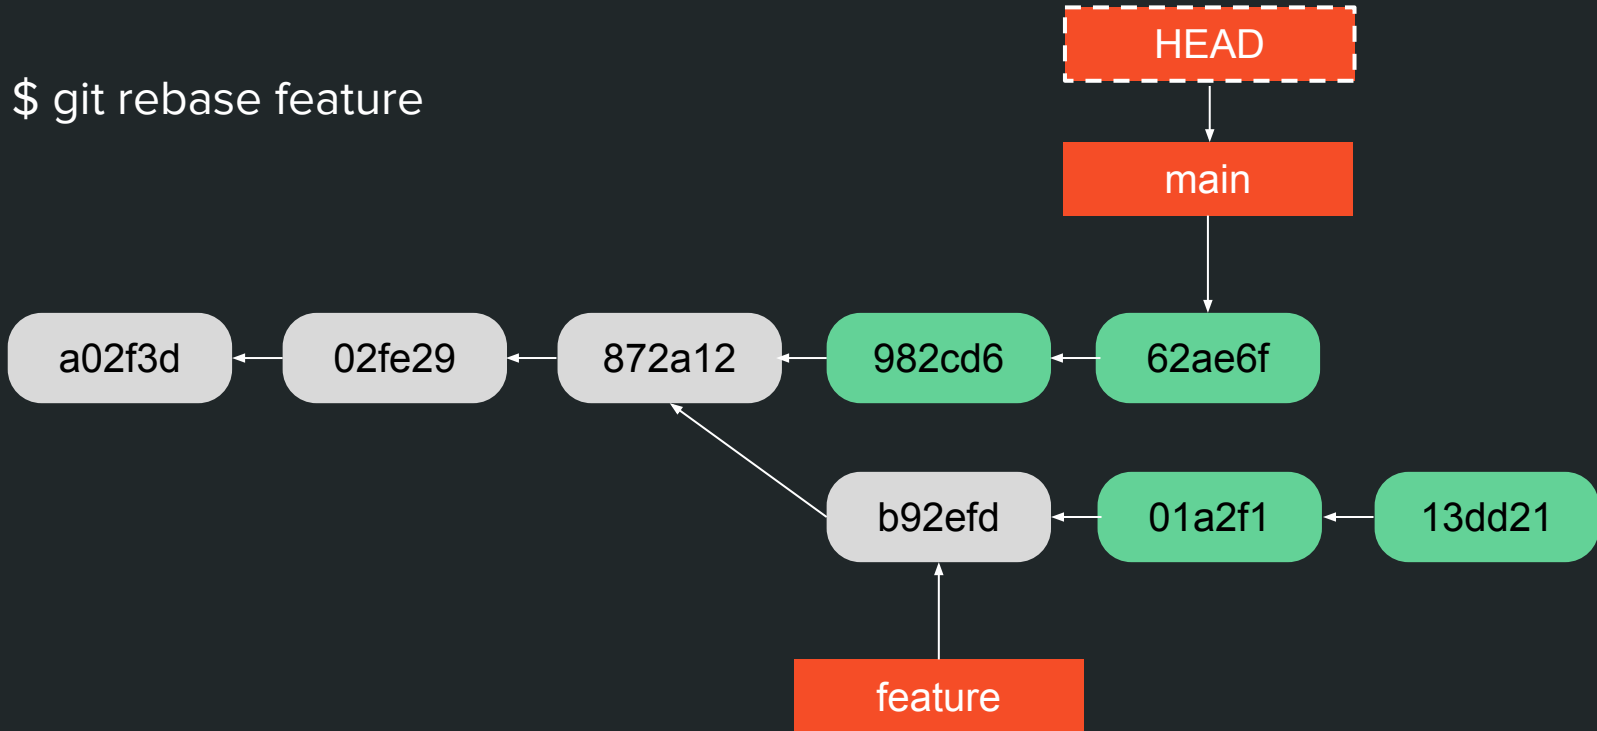 HEAD
$ git rebase feature
main
a02f3d
02fe29
872a12
982cd6
62ae6f
b92efd
01a2f1
13dd21
feature